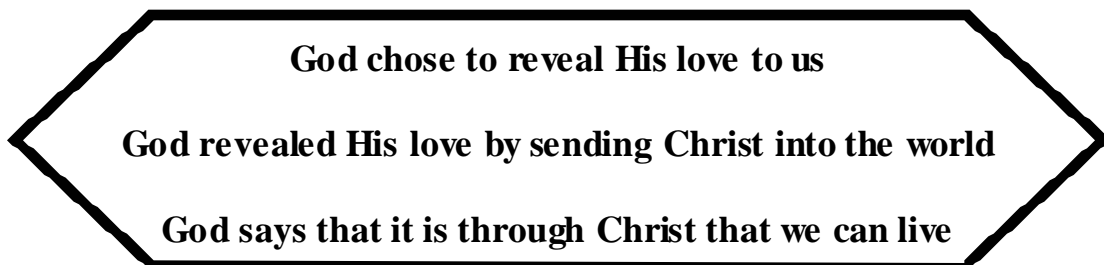 God chose to reveal His love to us
God revealed His love by sending Christ into the world
God says that it is through Christ that we can live